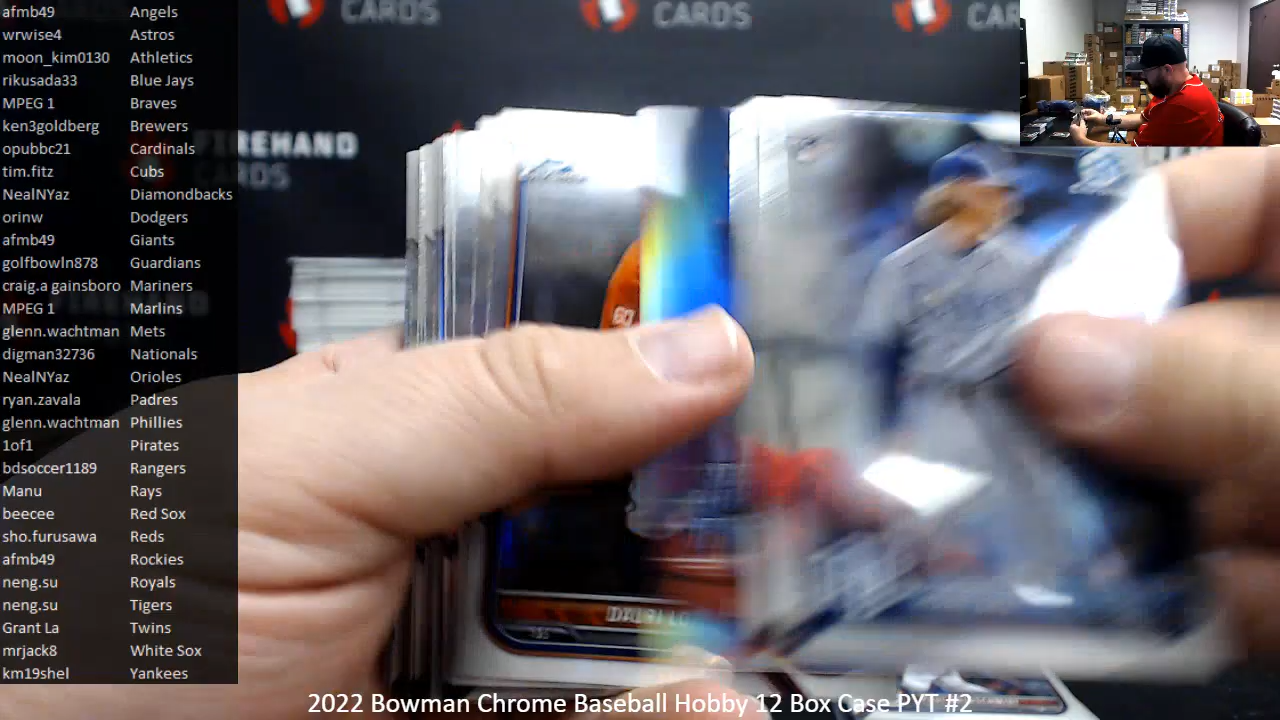 afmb49 Angels
wrwise4 Astros
moon_kim0130 Athletics
rikusada33 Blue Jays
MPEG 1 Braves
ken3goldberg Brewers
opubbc21 Cardinals
tim.fitz Cubs
NealNYaz Diamondbacks
orinw Dodgers
afmb49 Giants
golfbowln878 Guardians
craig.a gainsboro Mariners
MPEG 1 Marlins
glenn.wachtman Mets
digman32736 Nationals
NealNYaz Orioles
ryan.zavala Padres
glenn.wachtman Phillies
1of1 Pirates
bdsoccer1189 Rangers
Manu Rays
beecee Red Sox
sho.furusawa Reds
afmb49 Rockies
neng.su Royals
neng.su Tigers
Grant La Twins
mrjack8 White Sox
km19shel Yankees
CARDS
CARDS
CAR
FIREHAND
CARDS
2022 Bowman Chrome Baseball Hobby 12 Box Case PYT #2